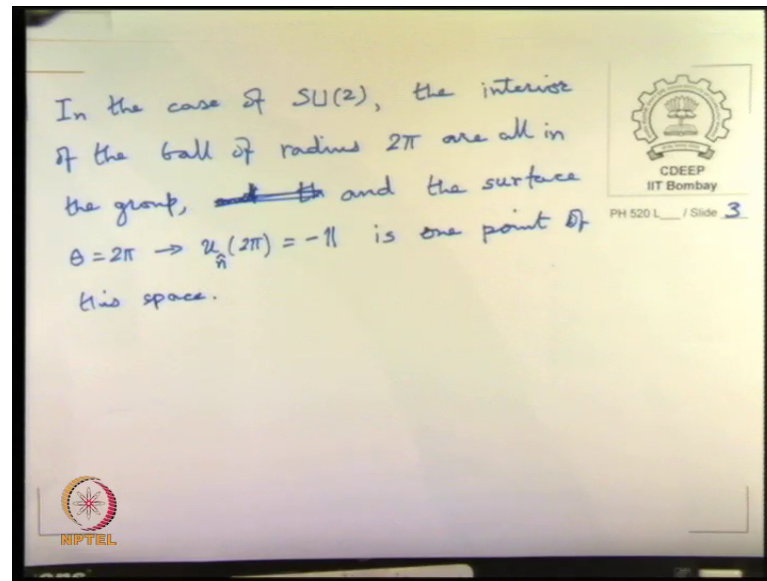 In the case of SU(2), the interior
of the ball of radius 2π are all in
the group, and the surface
θ = 2π → u_n̂(2π) = -1l is one point of
this space.
CDEEP
IIT Bombay
PH 520 L___ / Slide 3
NPTEL